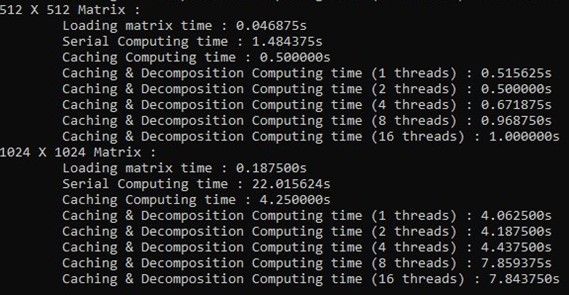 512 X 512 Matrix :
Loading matrix time : 0.046875s
Serial Computing time : 1.484375s
Caching Computing time : 0.500000s
Caching & Decomposition Computing time (1 threads) : 0.515625s
Caching & Decomposition Computing time (2 threads) : 0.500000s
Caching & Decomposition Computing time (4 threads) : 0.671875s
Caching & Decomposition Computing time (8 threads) : 0.968750s
Caching & Decomposition Computing time (16 threads) : 1.000000s
1024 X 1024 Matrix :
Loading matrix time : 0.187500s
Serial Computing time : 22.015624s
Caching Computing time : 4.250000s
Caching & Decomposition Computing time (1 threads) : 4.062500s
Caching & Decomposition Computing time (2 threads) : 4.187500s
Caching & Decomposition Computing time (4 threads) : 4.437500s
Caching & Decomposition Computing time (8 threads) : 7.859375s
Caching & Decomposition Computing time (16 threads) : 7.843750s